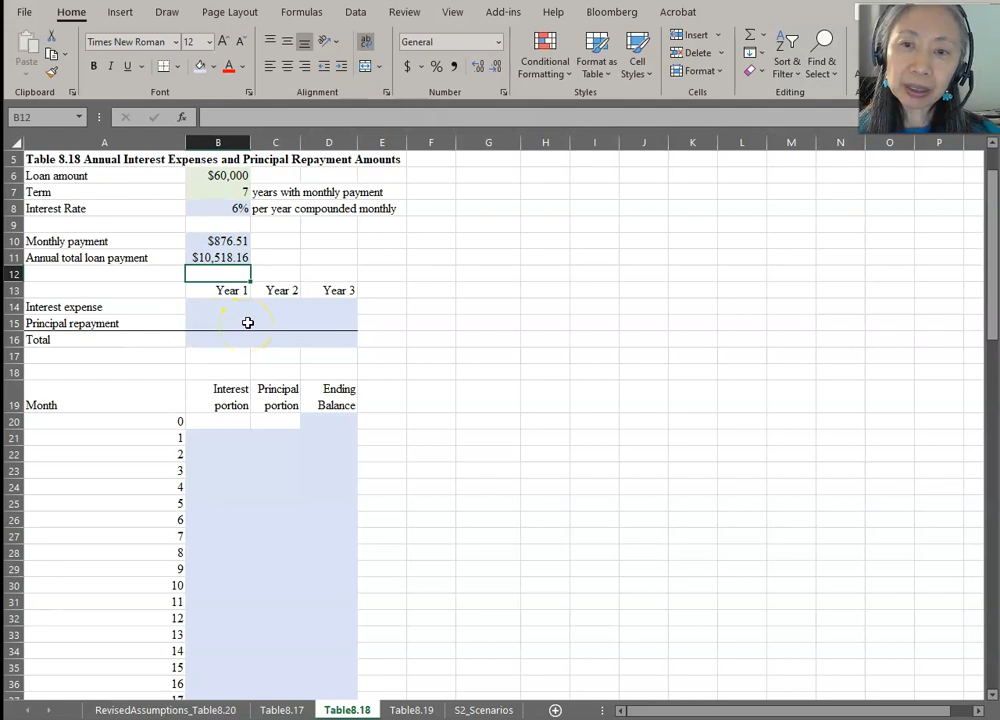 File Home Insert Draw Page Layout Formulas Data Review View Add-ins Help Bloomberg Acrobat
Paste
Times New Roman 12
B I U
General
$ % 9
Conditional Formatting
Format as Table
Cell Styles
Insert
Delete
Format
Sort & Filter
Find & Select
Clipboard Font Alignment Number Styles Cells Editing
B12 fx
A B C D E F G H I J K L M N O P
5 Table 8.18 Annual Interest Expenses and Principal Repayment Amounts
6 Loan amount $60,000
7 Term 7 years with monthly payment
8 Interest Rate 6% per year compounded monthly
9
10 Monthly payment $876.51
11 Annual total loan payment $10,518.16
12
13 Year 1 Year 2 Year 3
14 Interest expense
15 Principal repayment
16 Total
17
18
19 Month Interest portion Principal portion Ending Balance
20 0
21 1
22 2
23 3
24 4
25 5
26 6
27 7
28 8
29 9
30 10
31 11
32 12
33 13
34 14
35 15
36 16
37 17
RevisedAssumptions_Table8.20 Table8.17 Table8.18 Table8.19 S2_Scenarios